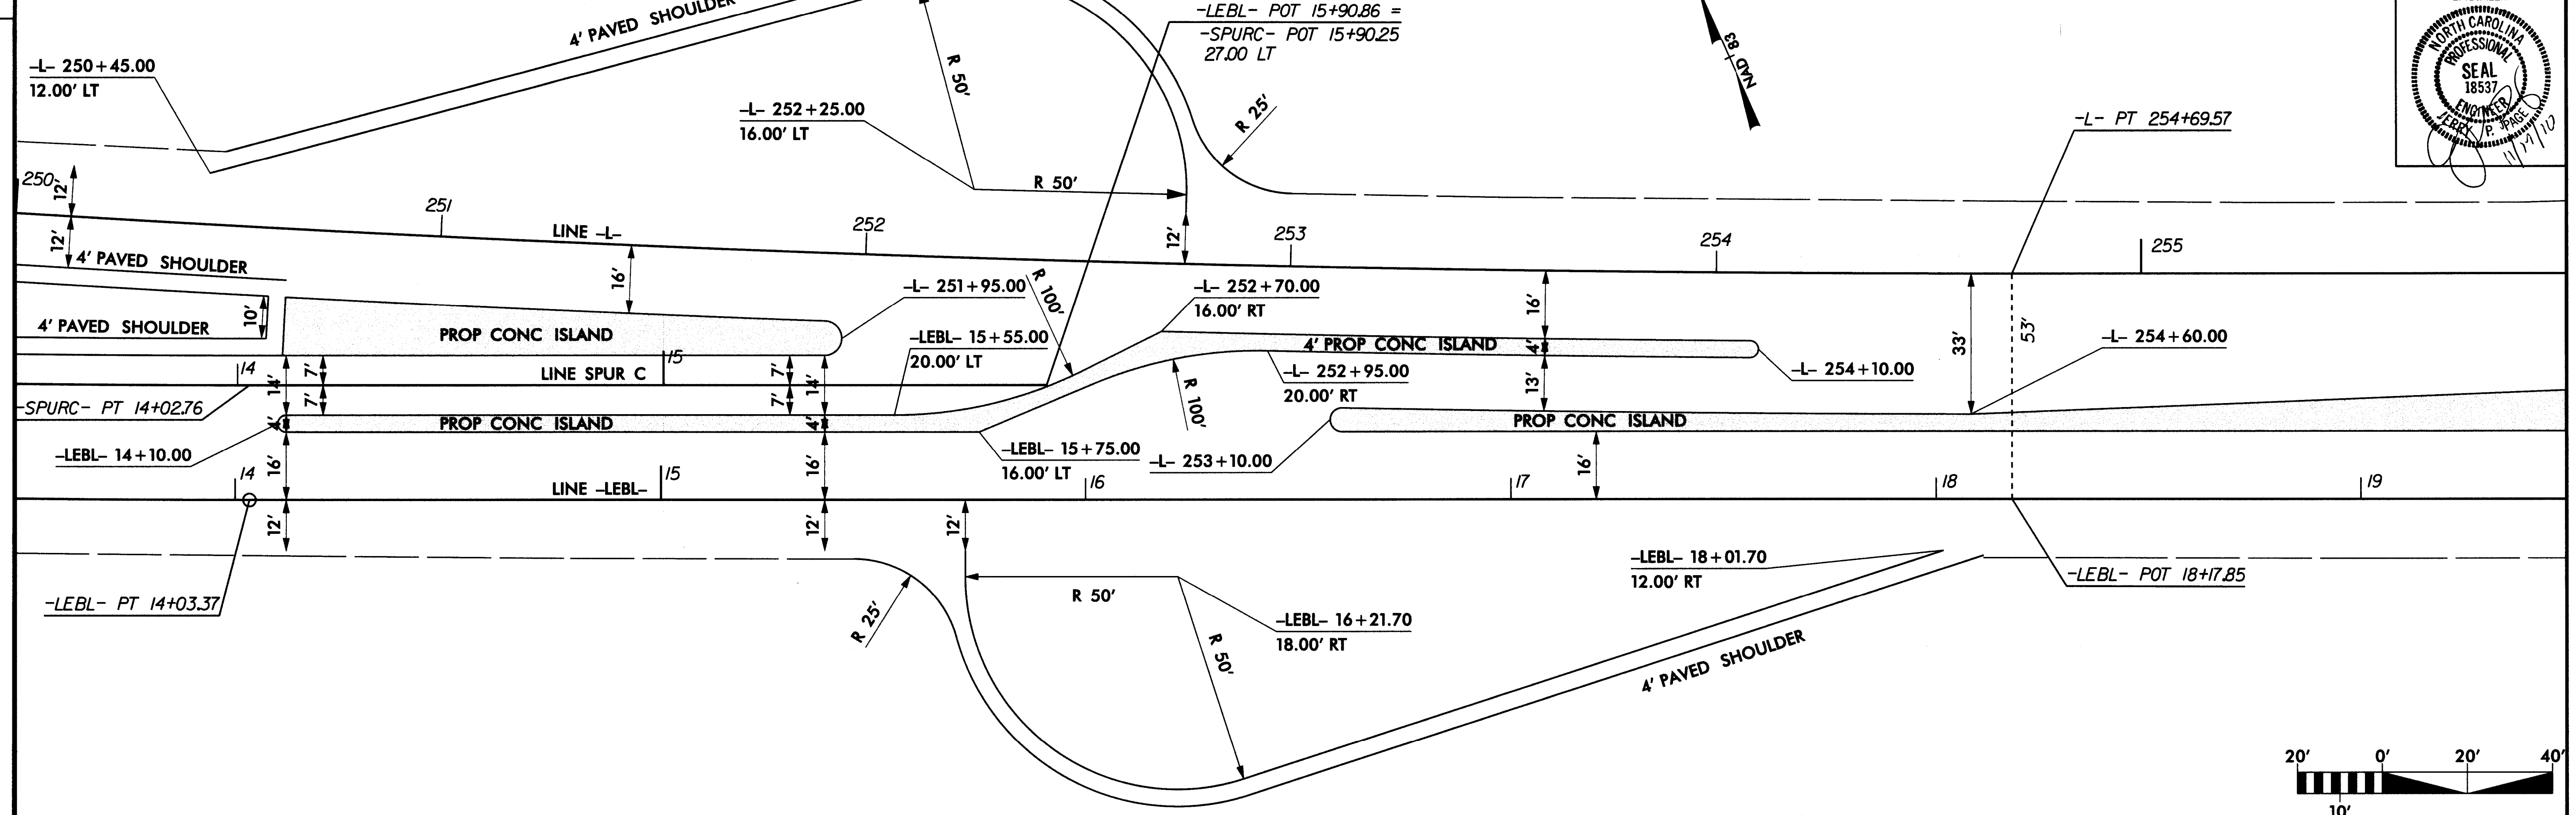 4' PAVED SHOULDER
-LEBL- POT 15+90.86 =
-SPURC- POT 15+90.25
27.00 LT
NAD 83
NORTH CAROLINA
PROFESSIONAL
SEAL
18537
ENGINEER
JERRY P. PAGE
-L- 250+45.00
12.00' LT
R 50'
-L- 252+25.00
16.00' LT
R 50'
R 25'
-L- PT 254+69.57
250
12'
12'
251
LINE -L-
252
12'
253
254
255
4' PAVED SHOULDER
16'
10'
4' PAVED SHOULDER
PROP CONC ISLAND
-L- 251+95.00
R 100'
-L- 252+70.00
16.00' RT
16'
33'
53'
-L- 254+60.00
-LEBL- 15+55.00
20.00' LT
4' PROP CONC ISLAND
4'
-L- 252+95.00
20.00' RT
-L- 254+10.00
13'
14
14'
7'
7'
LINE SPUR C
15
7'
7'
14'
R 100'
-SPURC- PT 14+02.76
4'
PROP CONC ISLAND
4'
PROP CONC ISLAND
-LEBL- 14+10.00
16'
16'
-LEBL- 15+75.00
16.00' LT
-L- 253+10.00
16'
14
LINE -LEBL-
15
16
17
18
19
12'
12'
12'
-LEBL- PT 14+03.37
R 25'
R 50'
-LEBL- 18+01.70
12.00' RT
-LEBL- POT 18+17.85
-LEBL- 16+21.70
18.00' RT
R 50'
4' PAVED SHOULDER
20' 0' 20' 40'
10'